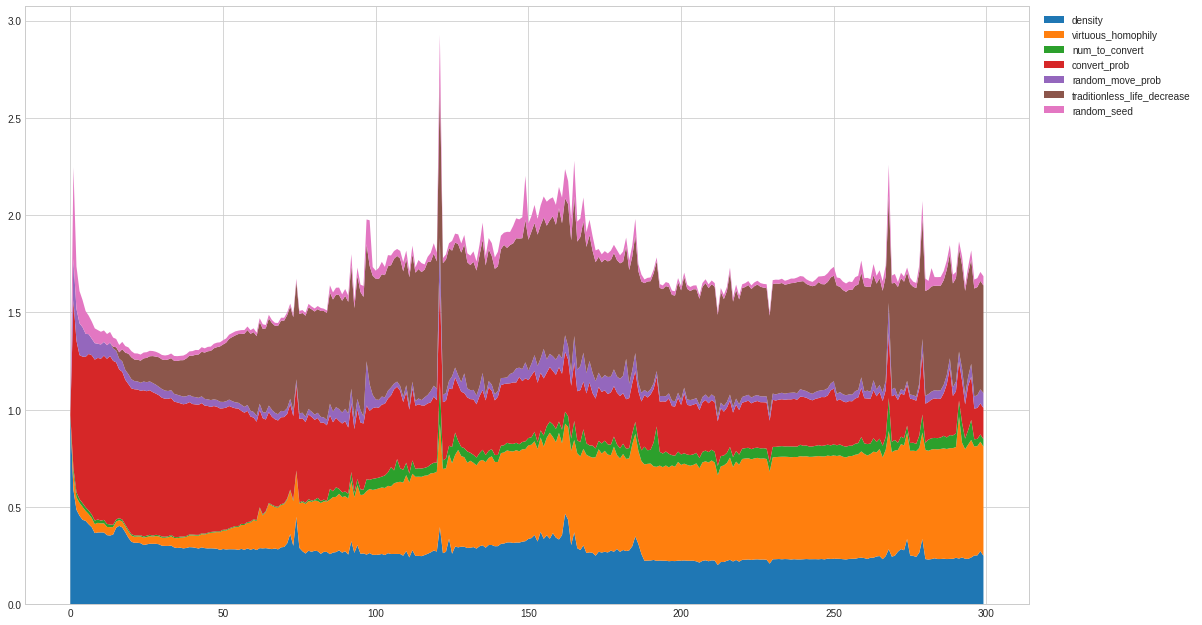 3.0
2.5
2.0
1.5
1.0
0.5
0.0
0
50
100
150
200
250
300
density
virtuous_homophily
num_to_convert
convert_prob
random_move_prob
traditionless_life_decrease
random_seed